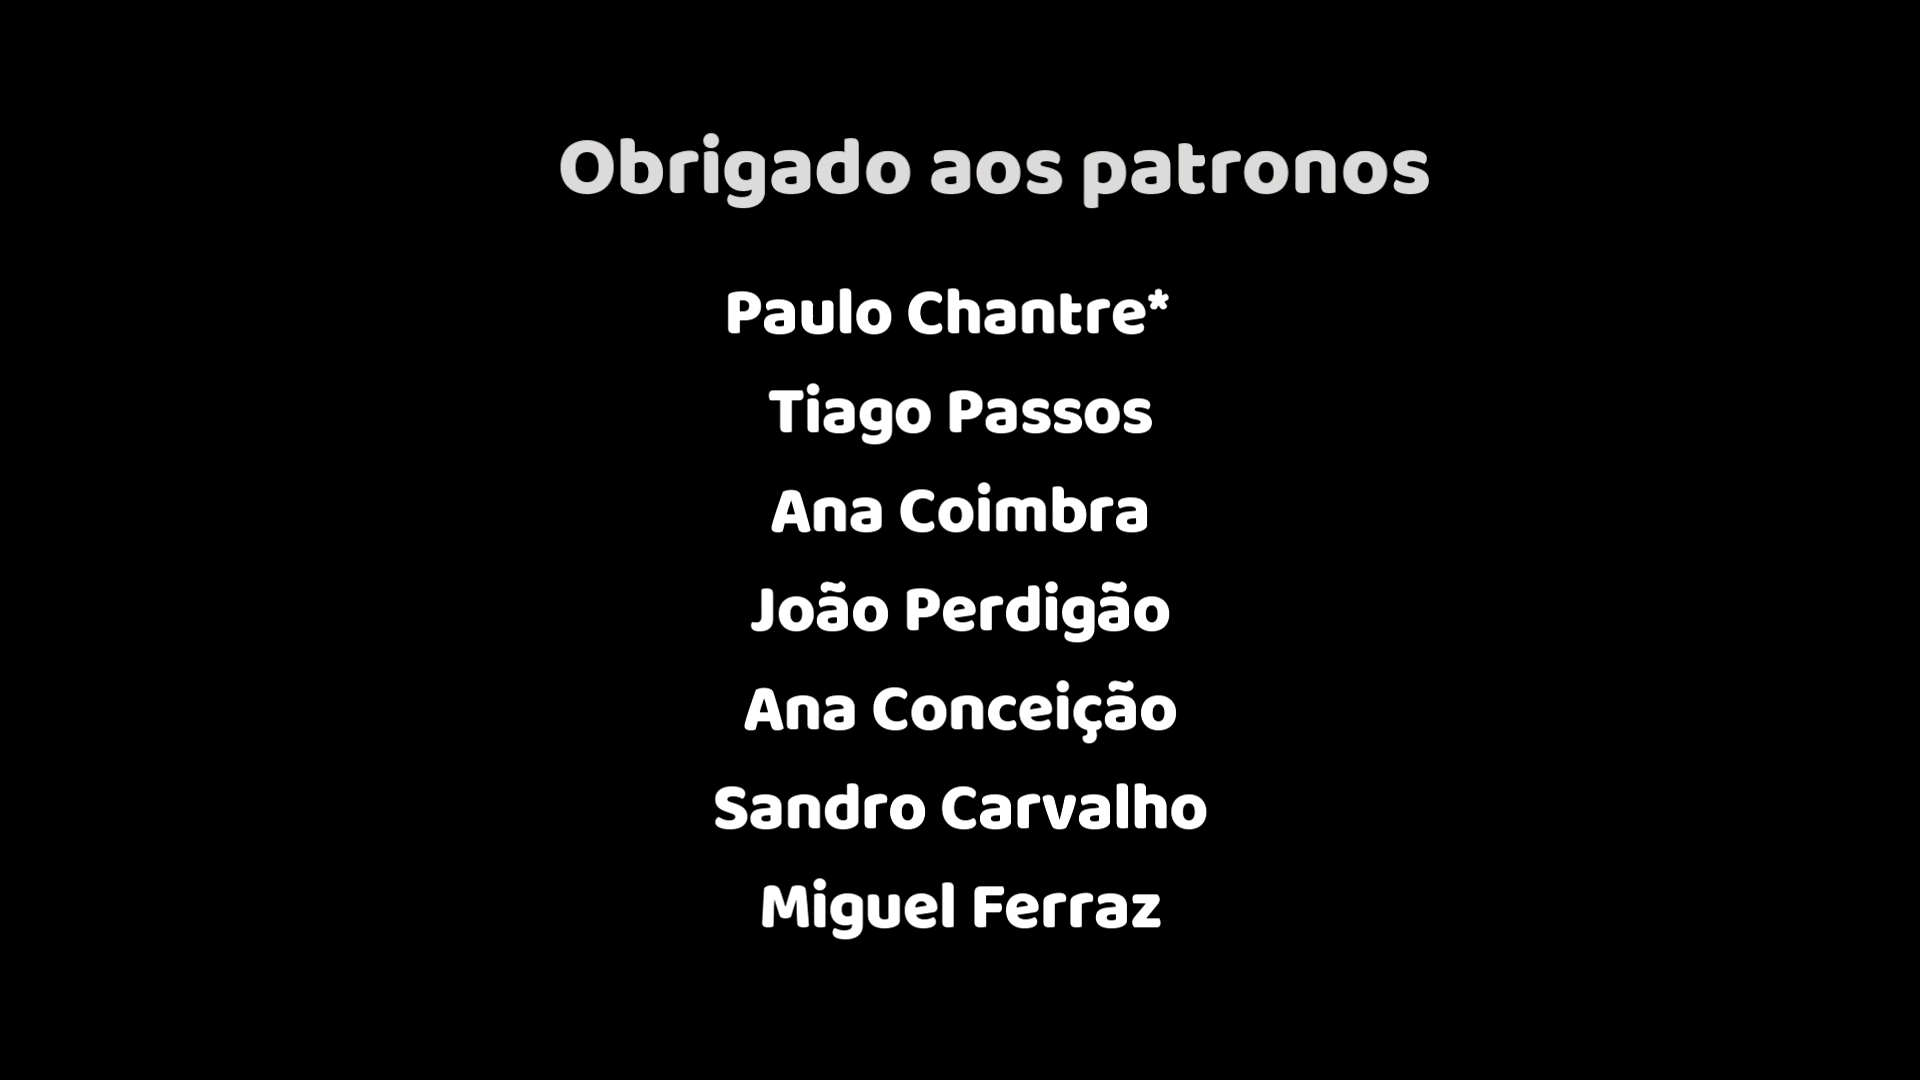 Obrigado aos patronos
Paulo Chantre*
Tiago Passos
Ana Coimbra
João Perdigão
Ana Conceição
Sandro Carvalho
Miguel Ferraz